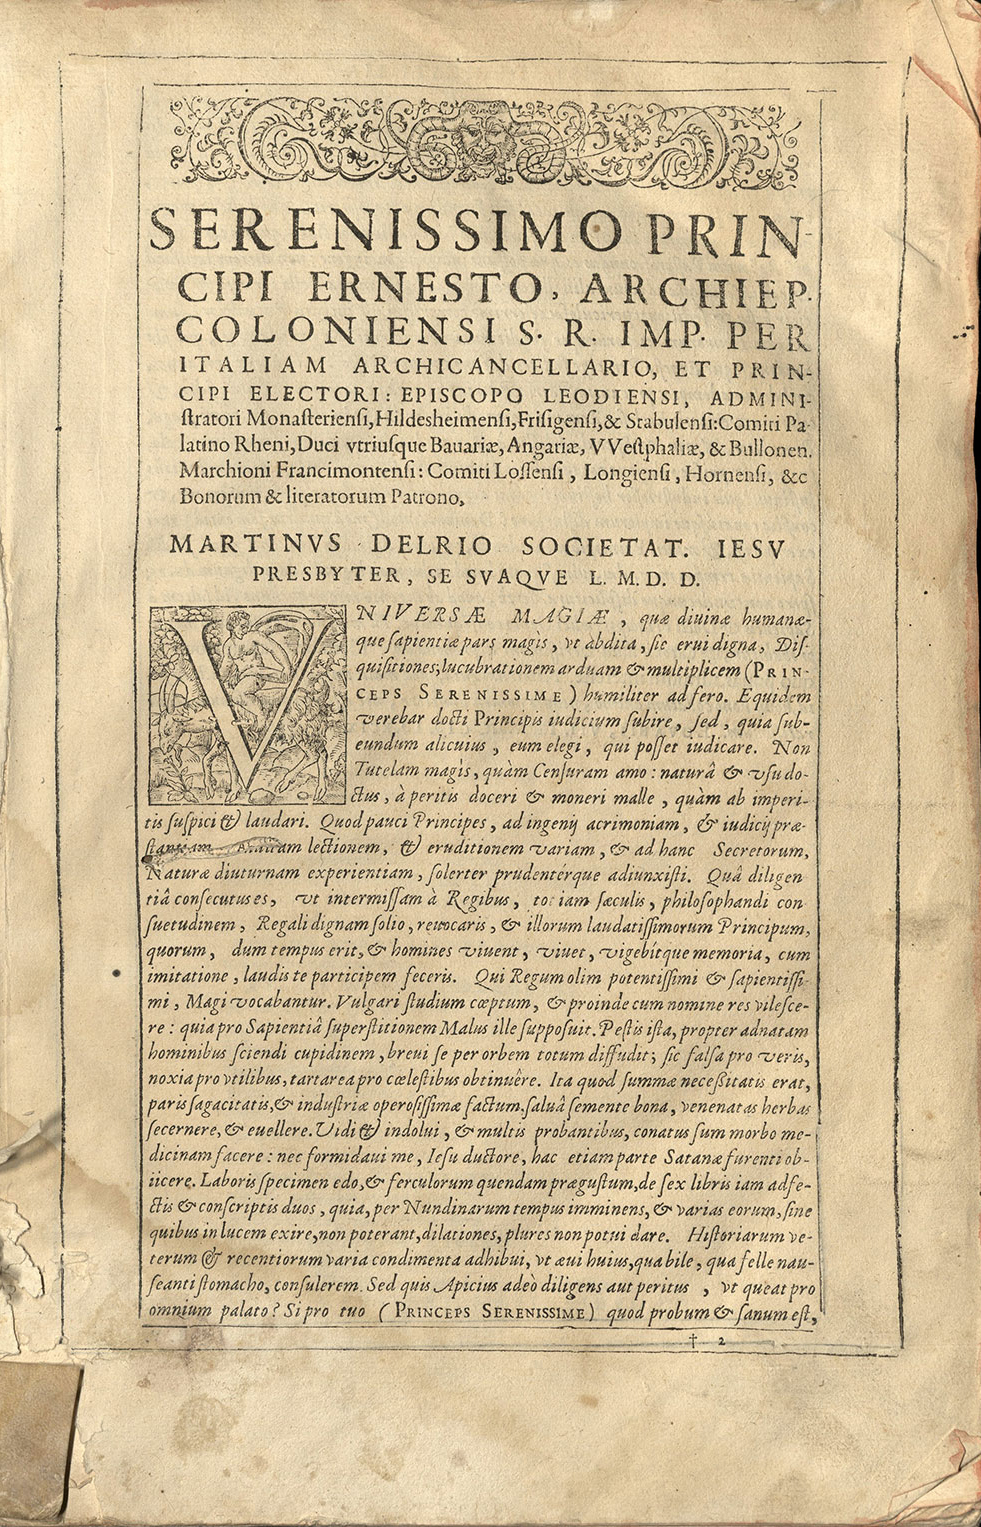 SERENISSIMO PRIN-
CIPI ERNESTO, ARCHIEP.
COLONIENSI S. R. IMP. PER
ITALIAM ARCHICANCELLARIO, ET PRIN-
CIPI ELECTORI: EPISCOPO LEODIENSI, ADMINI-
ſtratori Monaſterienſi, Hildesheimenſi, Friſigenſi, & Stabulenſi: Comiti Pa-
latino Rheni, Duci vtriuſque Bauariæ, Angariæ, VVeſtphaliæ, & Bullonen.
Marchioni Francimontenſi: Comiti Loſſenſi, Longienſi, Hornenſi, &c
Bonorum & literatorum Patrono,
MARTINVS DELRIO SOCIETAT. IESV
PRESBYTER, SE SVAQVE L. M. D. D.
VNIVERSÆ MAGIÆ, quæ diuinæ humanæ-
que ſapientiæ pars magìs, vt abdita, ſic erui digna, Diſ-
quiſitiones, lucubrationem arduam & multiplicem (PRIN-
CEPS SERENISSIME) humiliter adfero. Equidem
verebar docti Principis iudicium ſubire, ſed, quia ſub-
eundum alicuius, eum elegi, qui poſſet iudicare. Non
Tutelam magìs, quàm Cenſuram amo: naturâ & vſu do-
ctus, à peritis doceri & moneri malle, quàm ab imperi-
tis ſuſpici & laudari. Quod pauci Principes, ad ingenij acrimoniam, & iudicij præ-
ſtantiam lectionem, & eruditionem variam, & ad hanc Secretorum,
Naturæ diuturnam experientiam, ſolerter prudenterque adiunxiſti. Quâ diligen
tiâ conſecutus es, vt intermiſſam à Regibus, tot iam ſæculis, philoſophandi con
ſuetudinem, Regali dignam ſolio, reuocaris, & illorum laudatiſſimorum Principum,
quorum, dum tempus erit, & homines viuent, viuet, vigebítque memoria, cum
imitatione, laudis te participem feceris. Qui Regum olim potentiſſimi & ſapientiſſi-
mi, Magi vocabantur. Vulgari ſtudium cœptum, & proinde cum nomine res vileſce-
re: quia pro Sapientiâ ſuperſtitionem Malus ille ſuppoſuit. Peſtis iſta, propter adnatam
hominibus ſciendi cupidinem, breui ſe per orbem totum diffudit; ſic falſa pro veris,
noxia pro vtilibus, tartarea pro cœleſtibus obtinuêre. Ita quod ſummæ neceßitatis erat,
paris ſagacitatis, & induſtriæ operoſiſſimæ factum, ſaluâ ſemente bona, venenatas herbas
ſecernere, & euellere. Vidi & indolui, & multis probantibus, conatus ſum morbo me-
dicinam facere: nec formidaui me, Ieſu ductore, hac etiam parte Satanæ furenti ob-
iicere. Laboris ſpecimen edo, & ferculorum quendam præguſtum, de ſex libris iam adfe-
ctis & conſcriptis duos, quia, per Nundinarum tempus imminens, & varias eorum, ſine
quibus in lucem exire, non poterant, dilationes, plures non potui dare. Hiſtoriarum ve-
terum & recentiorum varia condimenta adhibui, vt æui huius, qua bile, qua felle nau-
ſeanti ſtomacho, conſulerem. Sed quis Apicius adeò diligens aut peritus, vt queat pro
omnium palato? Si pro tuo (PRINCEPS SERENISSIME) quod probum & ſanum eſt,
† 2